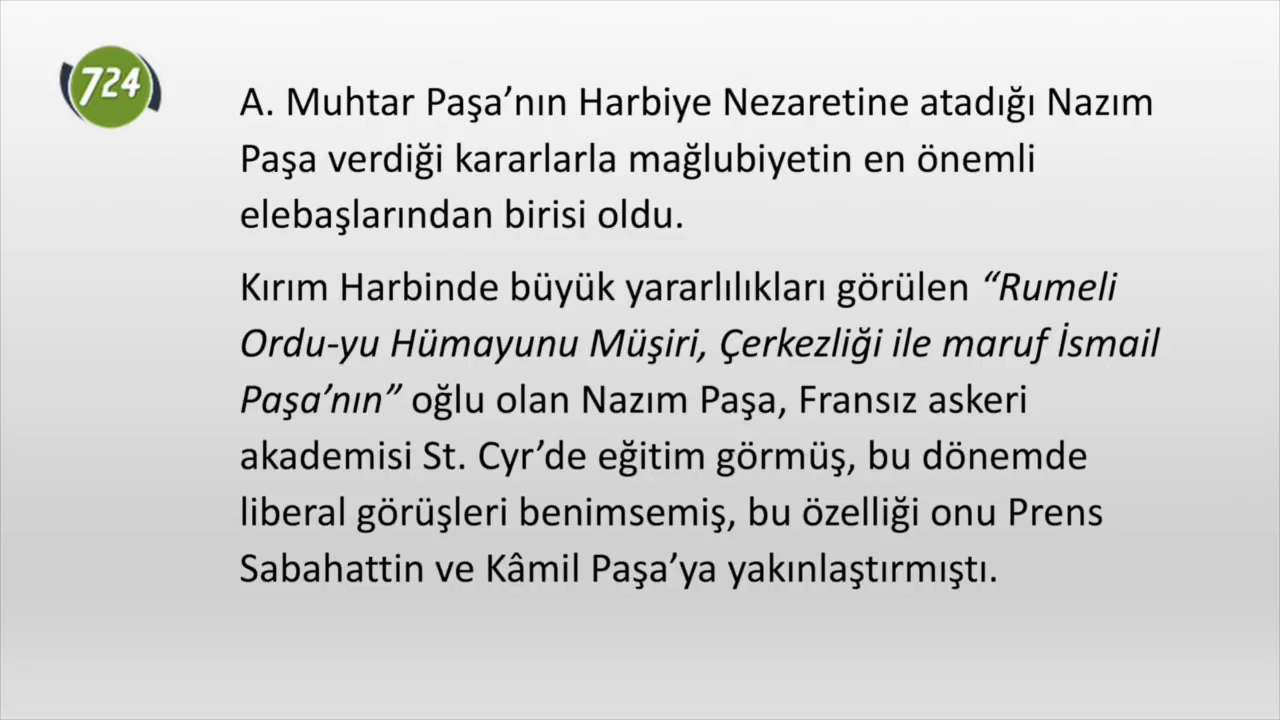 724
A. Muhtar Paşa’nın Harbiye Nezaretine atadığı Nazım
Paşa verdiği kararlarla mağlubiyetin en önemli
elebaşlarından birisi oldu.
Kırım Harbinde büyük yararlılıkları görülen “Rumeli
Ordu-yu Hümayunu Müşiri, Çerkezliği ile maruf İsmail
Paşa’nın” oğlu olan Nazım Paşa, Fransız askeri
akademisi St. Cyr’de eğitim görmüş, bu dönemde
liberal görüşleri benimsemiş, bu özelliği onu Prens
Sabahattin ve Kâmil Paşa’ya yakınlaştırmıştı.